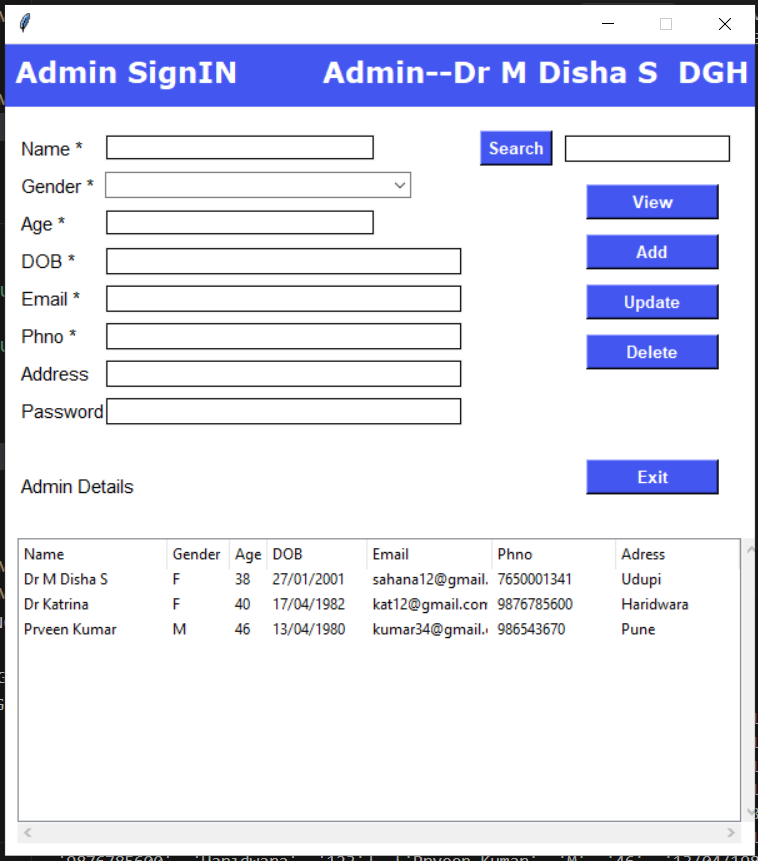 Admin SignIN Admin--Dr M Disha S DGH
Name * Search
Gender *
View
Age *
Add
DOB *
Email * Update
Phno *
Delete
Address
Password
Exit
Admin Details
Name Gender Age DOB Email Phno Adress
Dr M Disha S F 38 27/01/2001 sahana12@gmail. 7650001341 Udupi
Dr Katrina F 40 17/04/1982 kat12@gmail.com 9876785600 Haridwara
Prveen Kumar M 46 13/04/1980 kumar34@gmail. 986543670 Pune